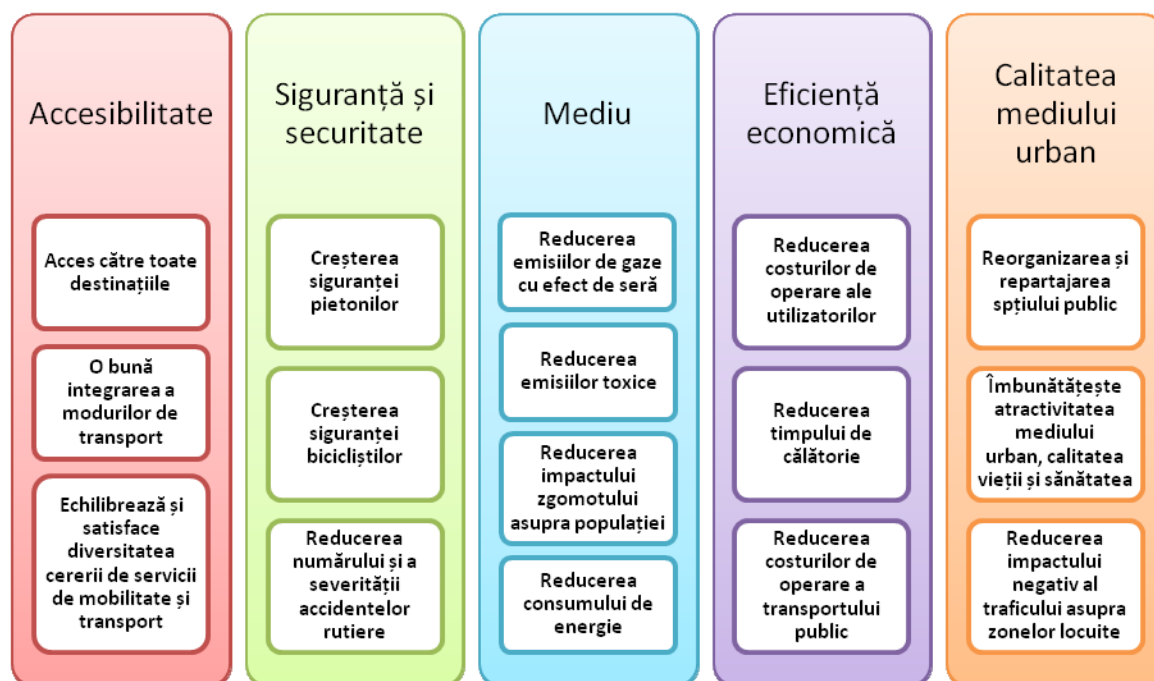 Accesibilitate
Acces către toate
destinațiile
O bună
integrarea a
modurilor de
transport
Echilibrează și
satisface
diversitatea
cererii de servicii
de mobilitate și
transport
Siguranță și
securitate
Creșterea
siguranței
pietonilor
Creșterea
siguranței
bicicliștilor
Reducerea
numărului și a
severității
accidentelor
rutiere
Mediu
Reducerea
emisiilor de gaze
cu efect de seră
Reducerea
emisiilor toxice
Reducerea
impactului
zgomotului
asupra populației
Reducerea
consumului de
energie
Eficiență
economică
Reducerea
costurilor de
operare ale
utilizatorilor
Reducerea
timpului de
călătorie
Reducerea
costurilor de
operare a
transportului
public
Calitatea
mediului
urban
Reorganizarea și
repartajarea
spțiului public
Îmbunătățește
atractivitatea
mediului
urban, calitatea
vieții și sănătatea
Reducerea
impactului
negativ al
traficului asupra
zonelor locuite